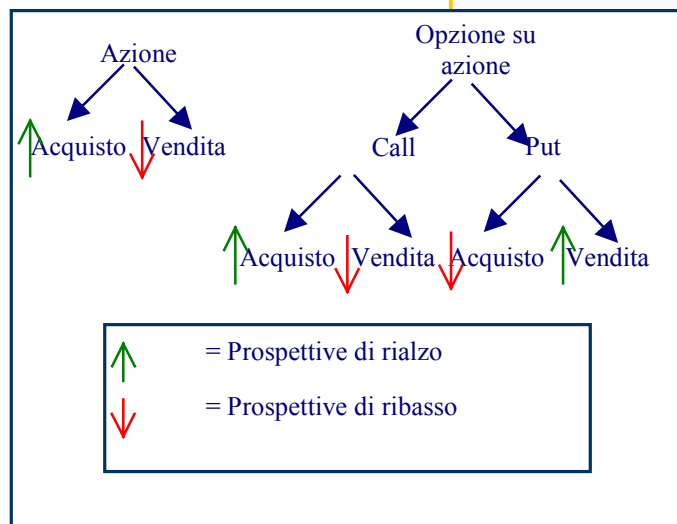 Azione
Acquisto Vendita
Opzione su
azione
Call Put
Acquisto Vendita Acquisto Vendita
= Prospettive di rialzo
= Prospettive di ribasso